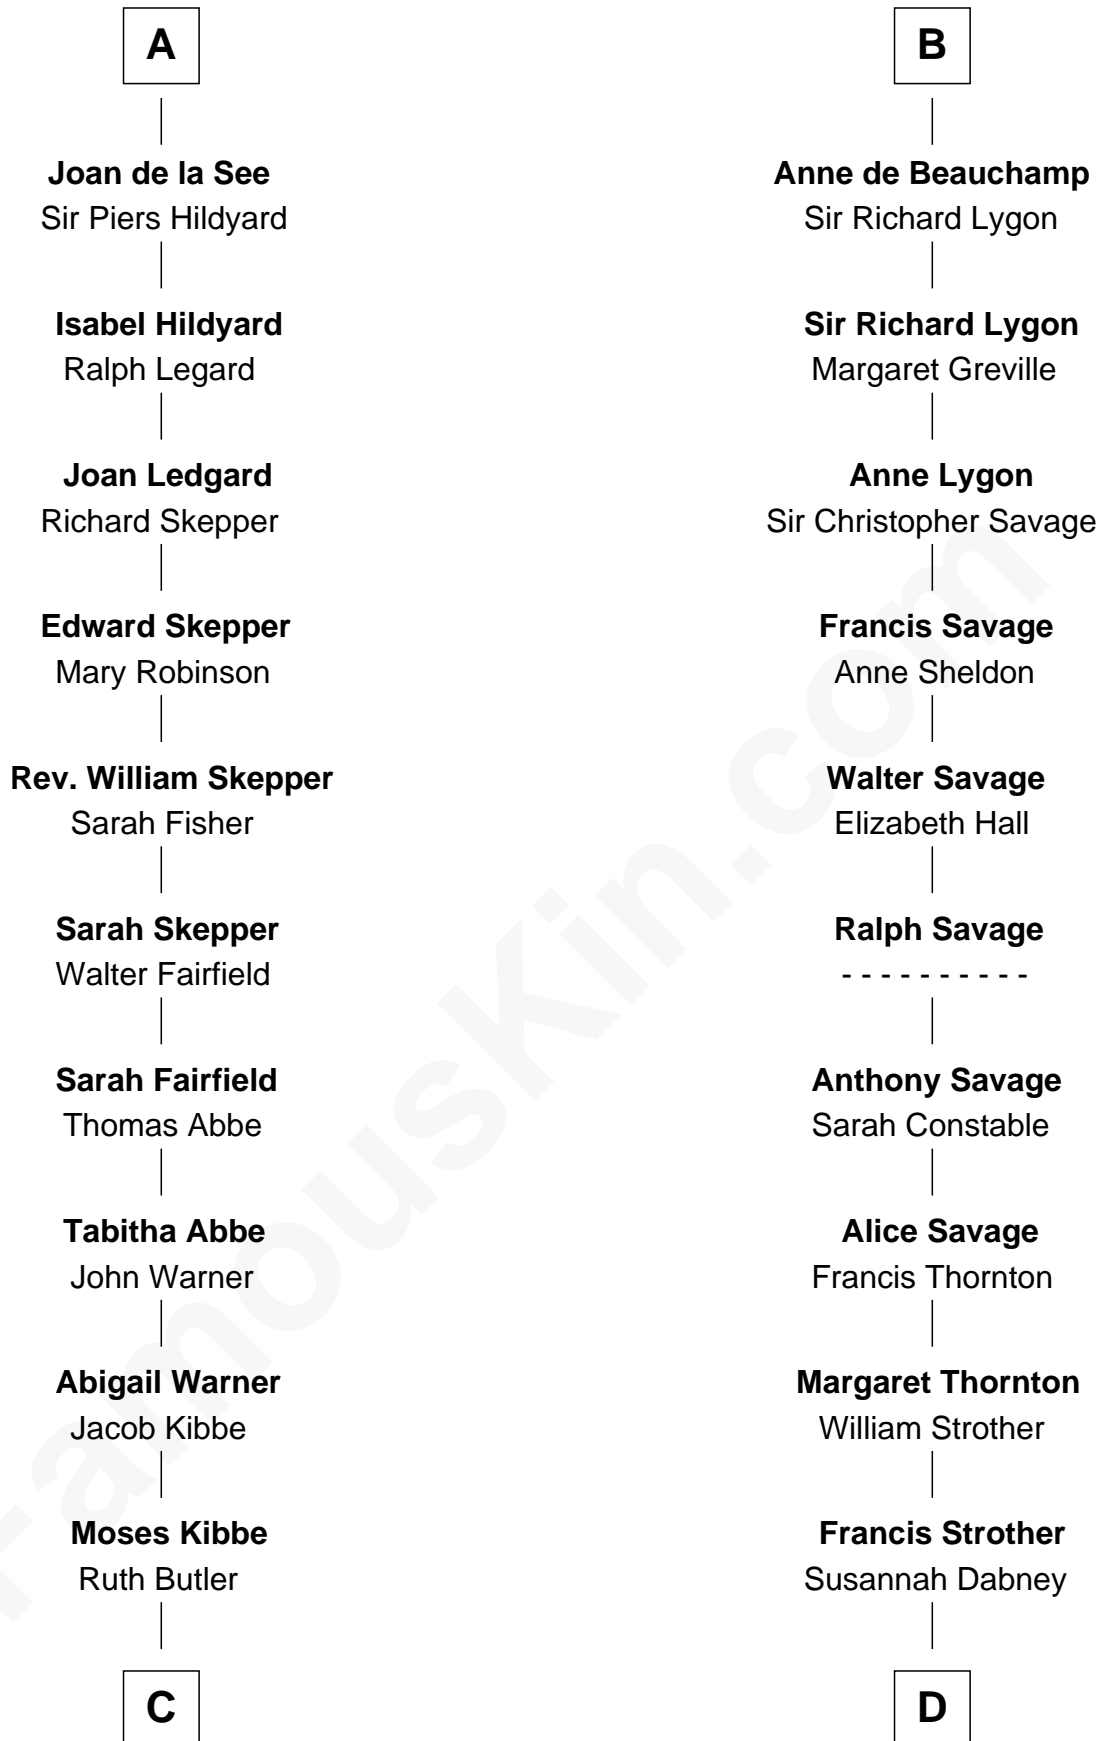 A
Joan de la See
Sir Piers Hildyard
Isabel Hildyard
Ralph Legard
Joan Ledgard
Richard Skepper
Edward Skepper
Mary Robinson
Rev. William Skepper
Sarah Fisher
Sarah Skepper
Walter Fairfield
Sarah Fairfield
Thomas Abbe
Tabitha Abbe
John Warner
Abigail Warner
Jacob Kibbe
Moses Kibbe
Ruth Butler
C
B
Anne de Beauchamp
Sir Richard Lygon
Sir Richard Lygon
Margaret Greville
Anne Lygon
Sir Christopher Savage
Francis Savage
Anne Sheldon
Walter Savage
Elizabeth Hall
Ralph Savage
- - - - - - - - - -
Anthony Savage
Sarah Constable
Alice Savage
Francis Thornton
Margaret Thornton
William Strother
Francis Strother
Susannah Dabney
D
FamousKin.com